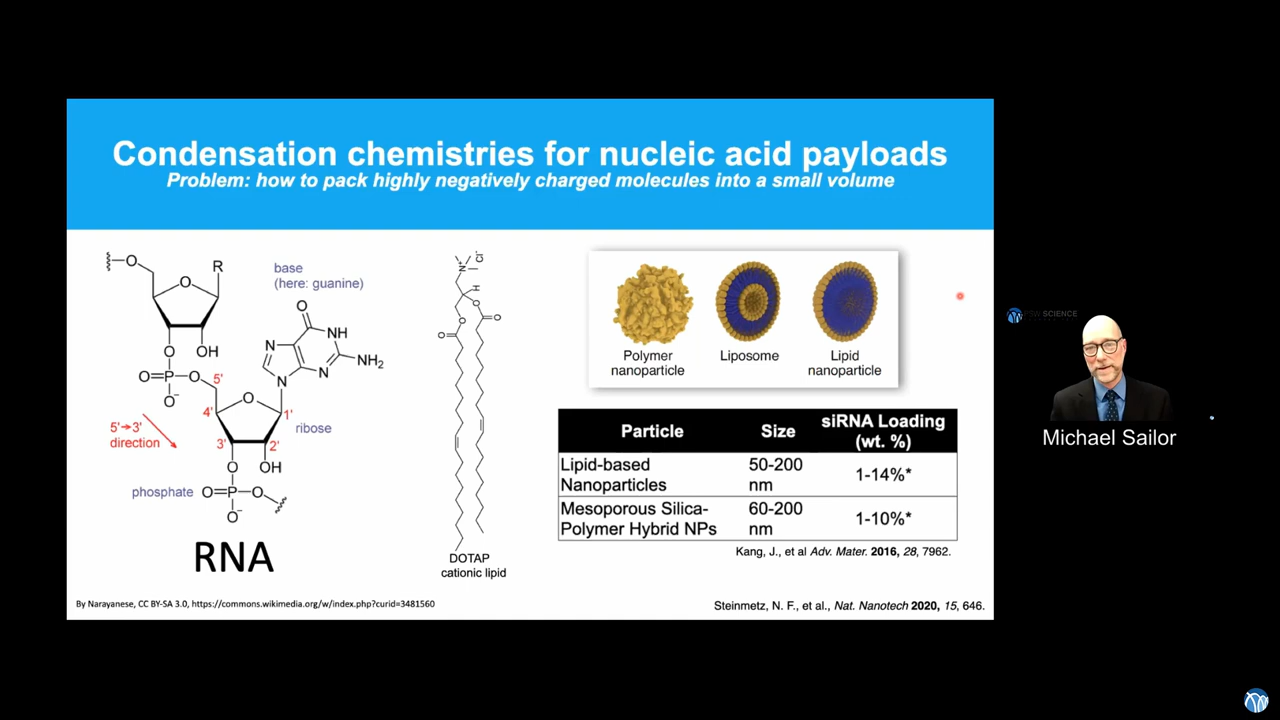 Condensation chemistries for nucleic acid payloads
Problem: how to pack highly negatively charged molecules into a small volume
O
R
O
OH
O
O=P—O
O⁻
5'→3'
direction
5'
4'
3'
2'
1'
O
OH
ribose
base
(here: guanine)
O
N
NH
N
N
NH₂
phosphate
O
O=P—O
O⁻
RNA
N⁺
Cl⁻
H
O
O
O
O
DOTAP
cationic lipid
Polymer
nanoparticle
Liposome
Lipid
nanoparticle
Particle
Size
siRNA Loading
(wt. %)
Lipid-based
Nanoparticles
50-200
nm
1-14%*
Mesoporous Silica-
Polymer Hybrid NPs
60-200
nm
1-10%*
Kang, J., et al Adv. Mater. 2016, 28, 7962.
By Narayanese, CC BY-SA 3.0, https://commons.wikimedia.org/w/index.php?curid=3481560
Steinmetz, N. F., et al., Nat. Nanotech 2020, 15, 646.
PSW SCIENCE
Michael Sailor